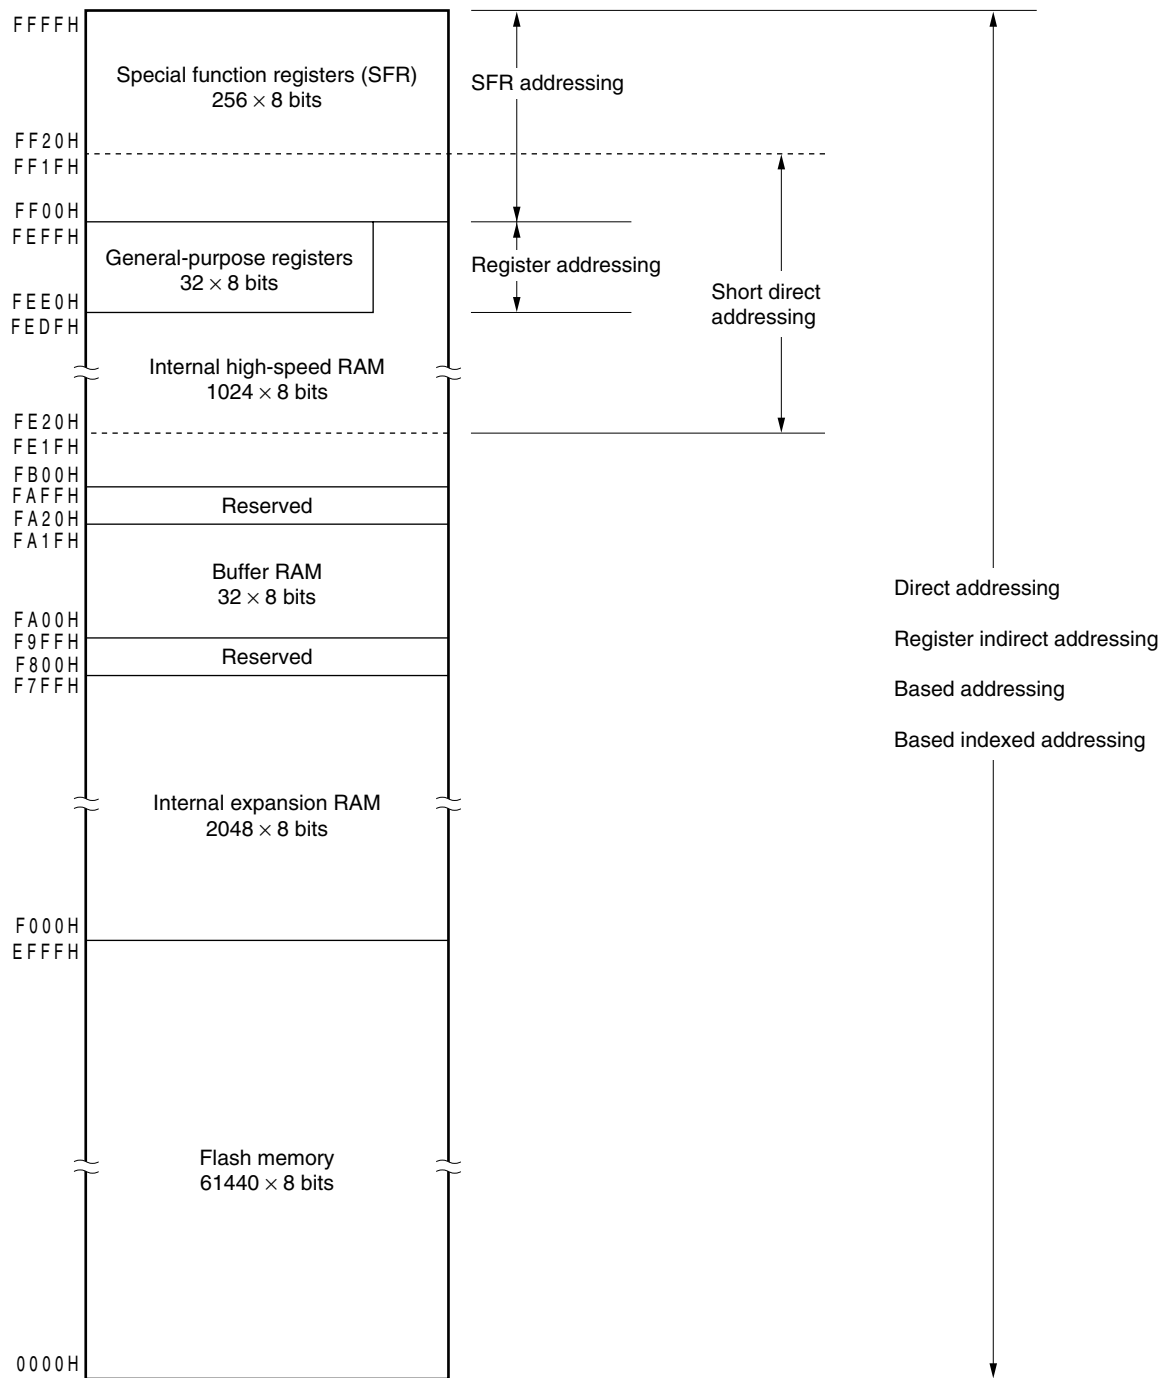 FFFFH
Special function registers (SFR)
256 × 8 bits
SFR addressing
FF20H
FF1FH
FF00H
FEFFH
General-purpose registers
32 × 8 bits
Register addressing
Short direct
addressing
FEE0H
FEDFH
Internal high-speed RAM
1024 × 8 bits
FE20H
FE1FH
FB00H
FAFFH
Reserved
FA20H
FA1FH
Buffer RAM
32 × 8 bits
FA00H
F9FFH
Reserved
F800H
F7FFH
Direct addressing
Register indirect addressing
Based addressing
Based indexed addressing
Internal expansion RAM
2048 × 8 bits
F000H
EFFFH
Flash memory
61440 × 8 bits
0000H